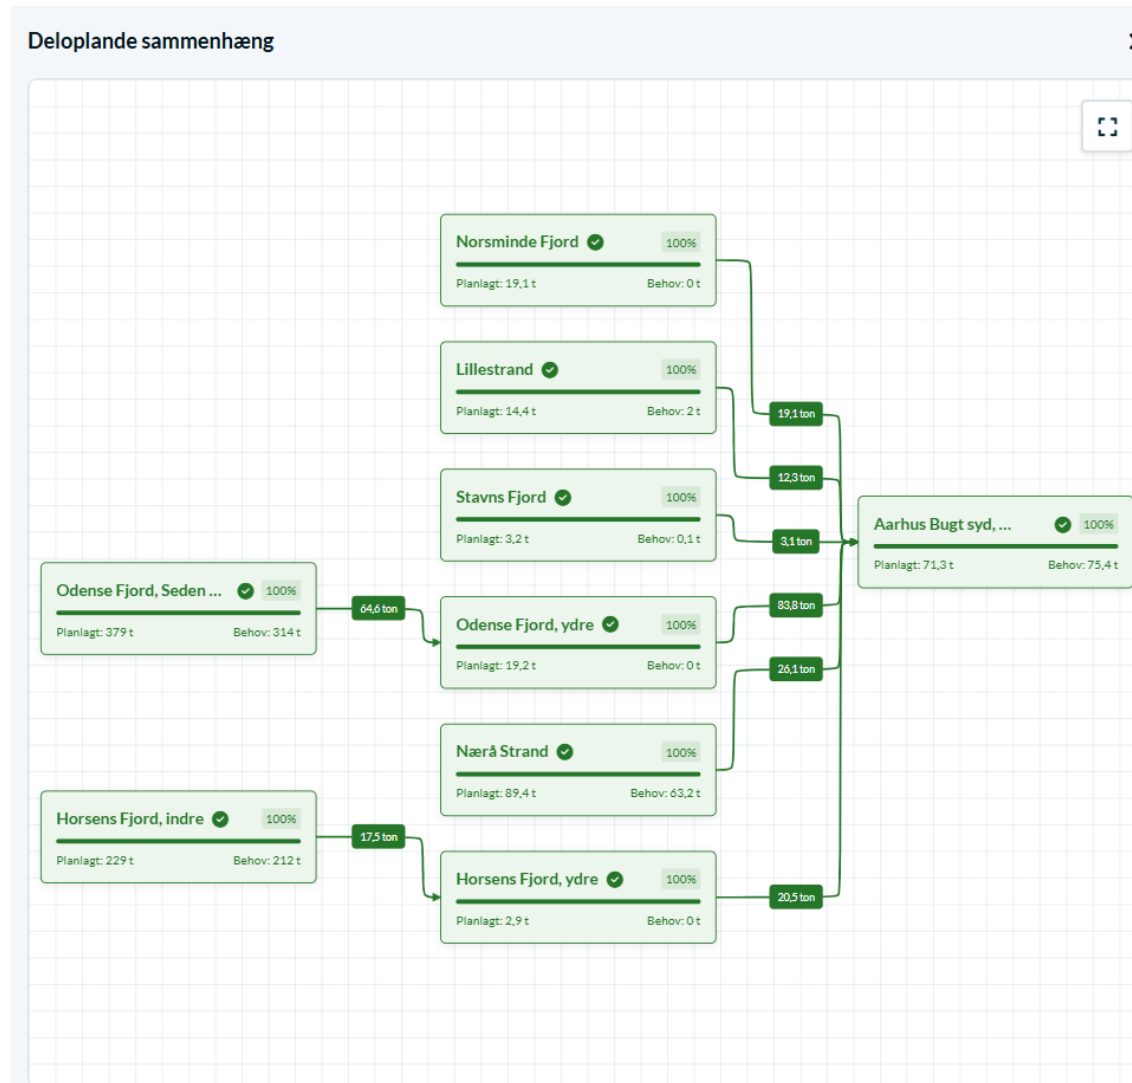 Deloplande sammenhæng
Norsminde Fjord 100%
Planlagt: 19,1 t Behov: 0 t
Lillestrand 100%
Planlagt: 14,4 t Behov: 2 t
19,1 ton
12,3 ton
Stavns Fjord 100%
Planlagt: 3,2 t Behov: 0,1 t
3,1 ton
Aarhus Bugt syd, ... 100%
Planlagt: 71,3 t Behov: 75,4 t
Odense Fjord, Seden ... 100%
Planlagt: 379 t Behov: 314 t
64,6 ton
Odense Fjord, ydre 100%
Planlagt: 19,2 t Behov: 0 t
83,8 ton
26,1 ton
Nærå Strand 100%
Planlagt: 89,4 t Behov: 63,2 t
Horsens Fjord, indre 100%
Planlagt: 229 t Behov: 212 t
17,5 ton
Horsens Fjord, ydre 100%
Planlagt: 2,9 t Behov: 0 t
20,5 ton